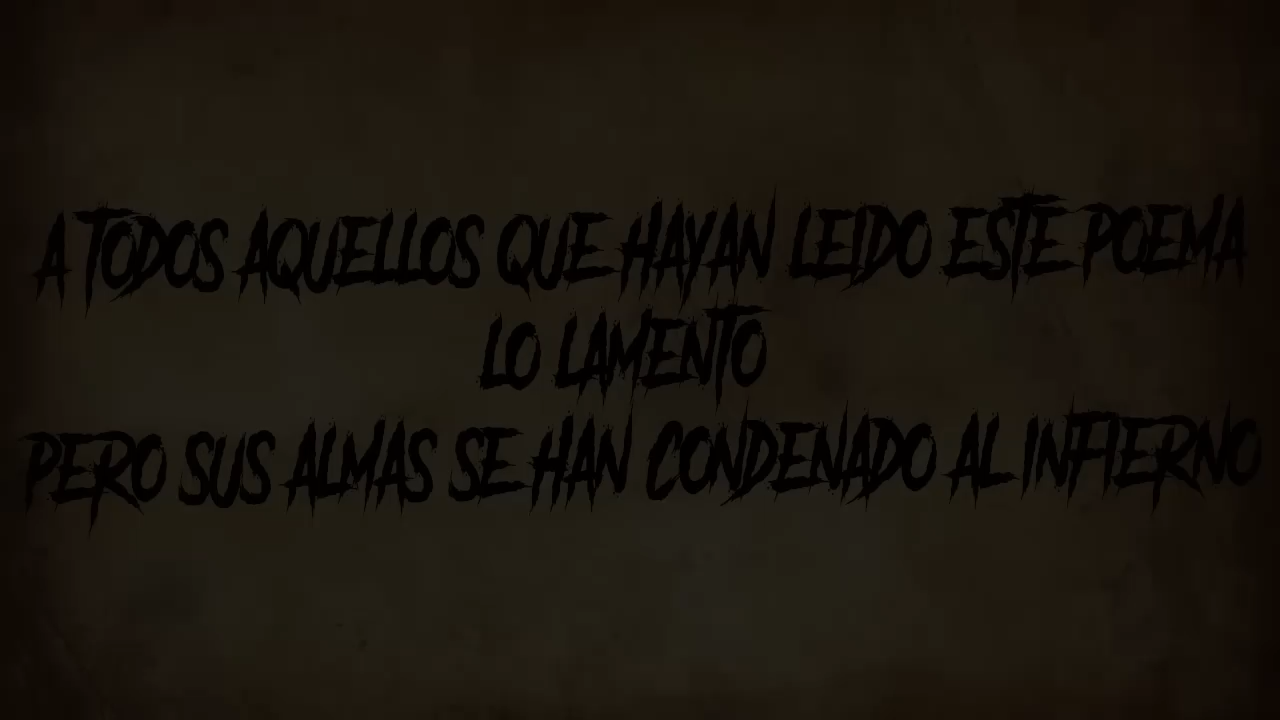 A TODOS AQUELLOS QUE HAYAN LEIDO ESTE POEMA
LO LAMENTO
PERO SUS ALMAS SE HAN CONDENADO AL INFIERNO